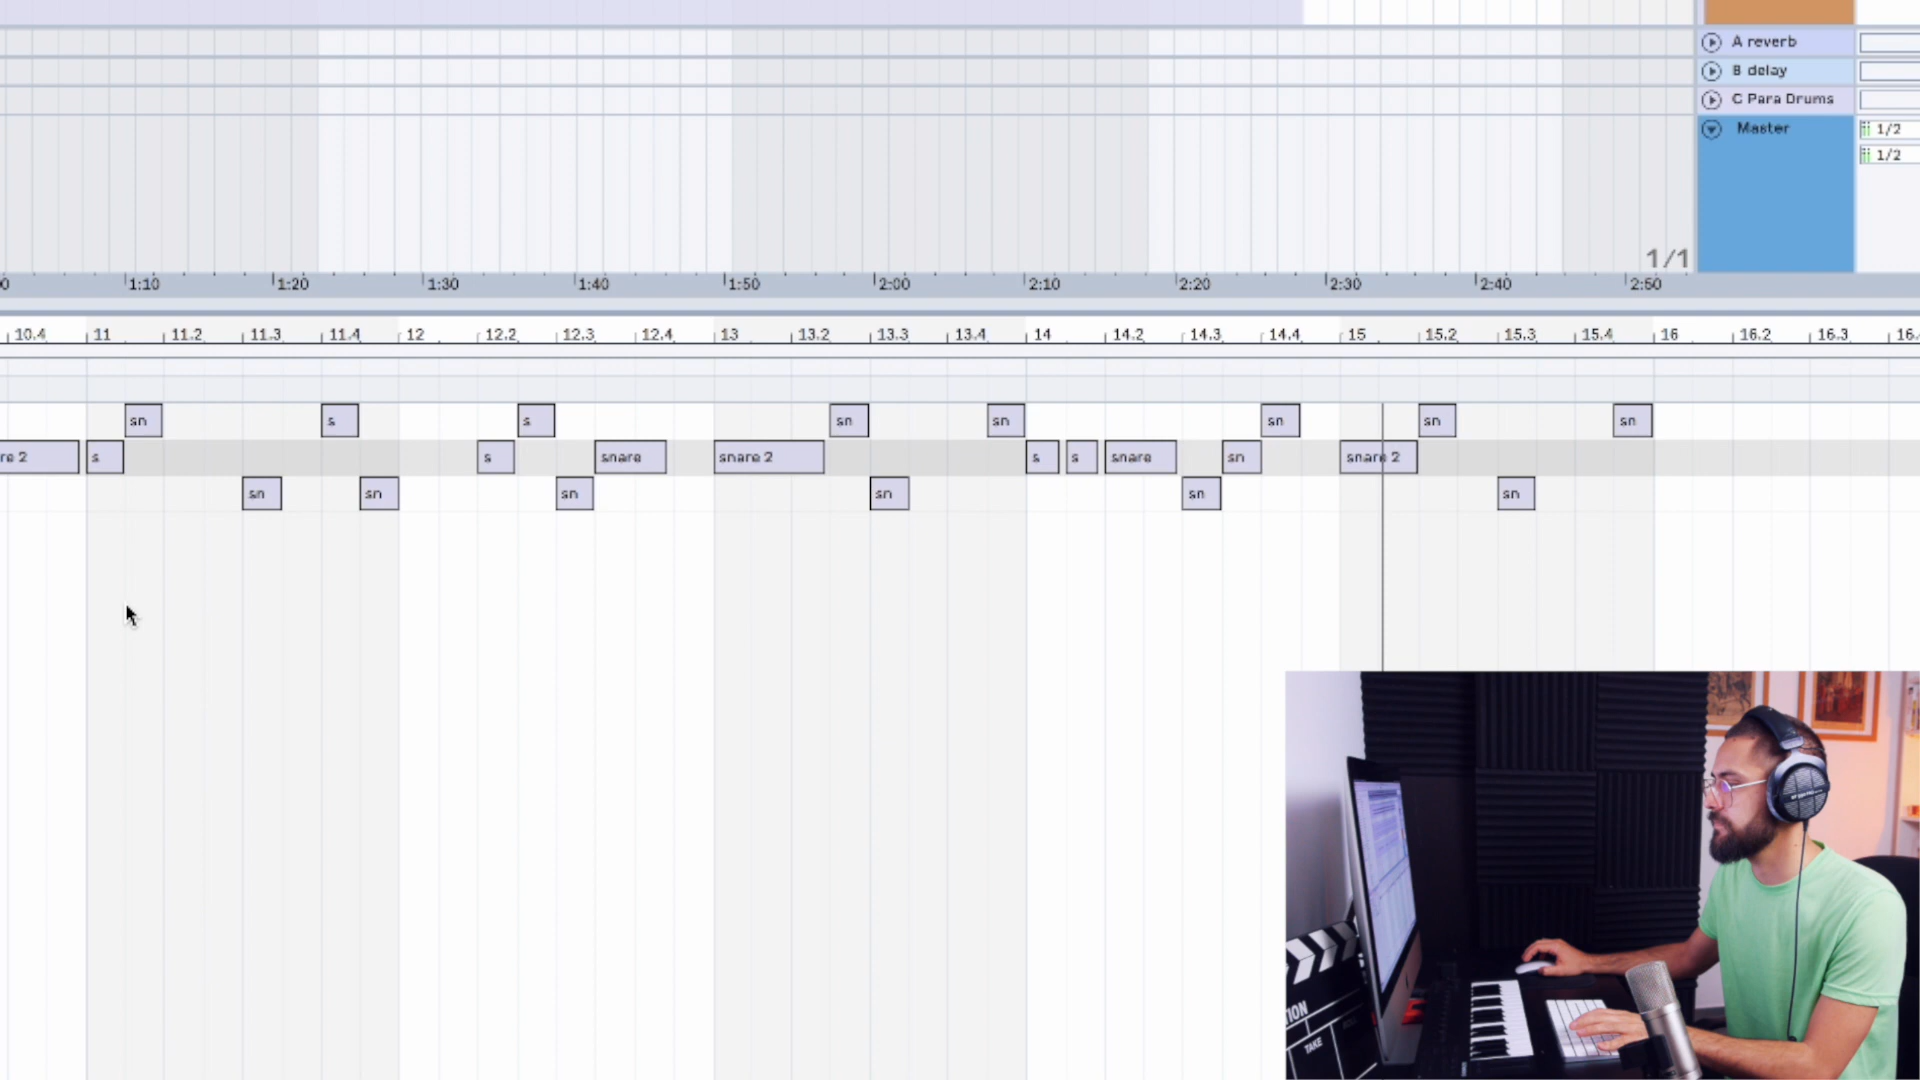 A reverb
B delay
C Para Drums
Master
1/2
1/2
1/1
1:10 1:20 1:30 1:40 1:50 2:00 2:10 2:20 2:30 2:40 2:50
10.4 11 11.2 11.3 11.4 12 12.2 12.3 12.4 13 13.2 13.3 13.4 14 14.2 14.3 14.4 15 15.2 15.3 15.4 16 16.2 16.3 16.
sn s s sn sn sn sn sn
re 2 s s snare snare 2 s s snare sn snare 2
sn sn sn sn sn sn
ION
TAKE